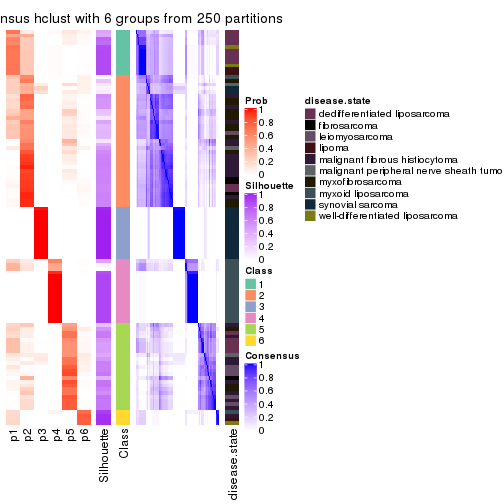 nsus hclust with 6 groups from 250 partitions
Prob
1
0.8
0.6
0.4
0.2
0
Silhouette
1
0.8
0.6
0.4
0.2
0
Class
1
2
3
4
5
6
Consensus
1
0.8
0.6
0.4
0.2
0
disease.state
dedifferentiated liposarcoma
fibrosarcoma
leiomyosarcoma
lipoma
malignant fibrous histiocytoma
malignant peripheral nerve sheath tumo
myxofibrosarcoma
myxoid liposarcoma
synovial sarcoma
well-differentiated liposarcoma
p1
p2
p3
p4
p5
p6
Silhouette
Class
disease.state